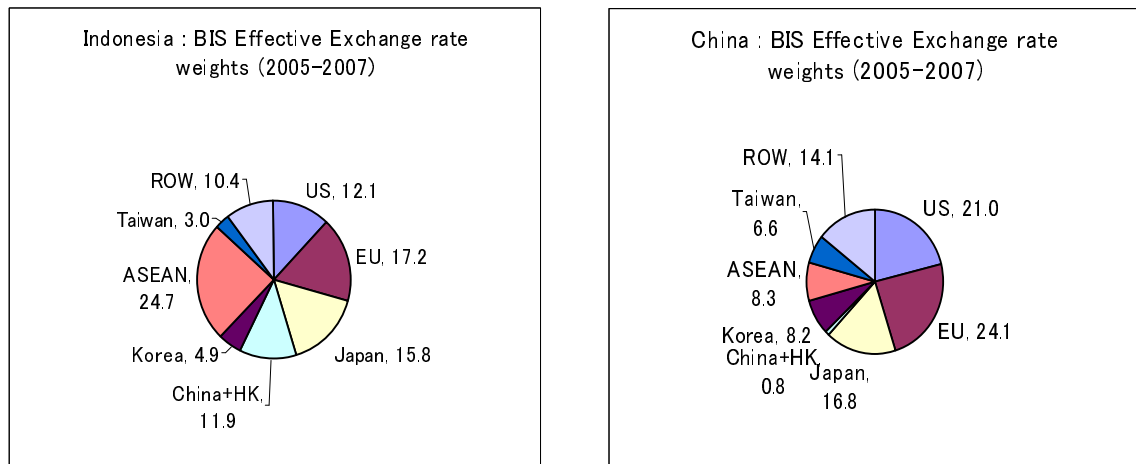 Indonesia : BIS Effective Exchange rate
weights (2005-2007)
ROW, 10.4
US, 12.1
Taiwan, 3.0
EU, 17.2
ASEAN,
24.7
Korea, 4.9
Japan, 15.8
China+HK,
11.9
China : BIS Effective Exchange rate
weights (2005-2007)
ROW, 14.1
Taiwan,
6.6
US, 21.0
ASEAN,
8.3
EU, 24.1
Korea, 8.2
China+HK,
0.8
Japan,
16.8